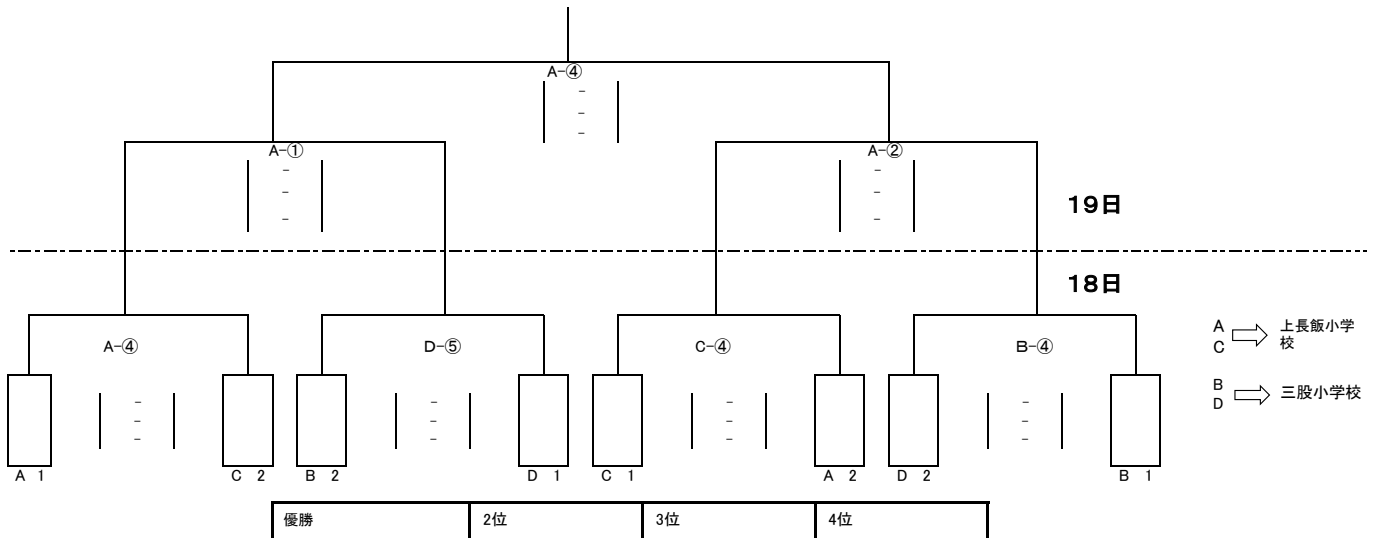 A-④
-
-
-
A-① A-②
- -
- -
- -
19日
18日
A-④ D-⑤ C-④ B-④
A
C
上長飯小学
校
B
D
三股小学校
- - - -
- - - -
- - - -
A 1 C 2 B 2 D 1 C 1 A 2 D 2 B 1
優勝 2位 3位 4位